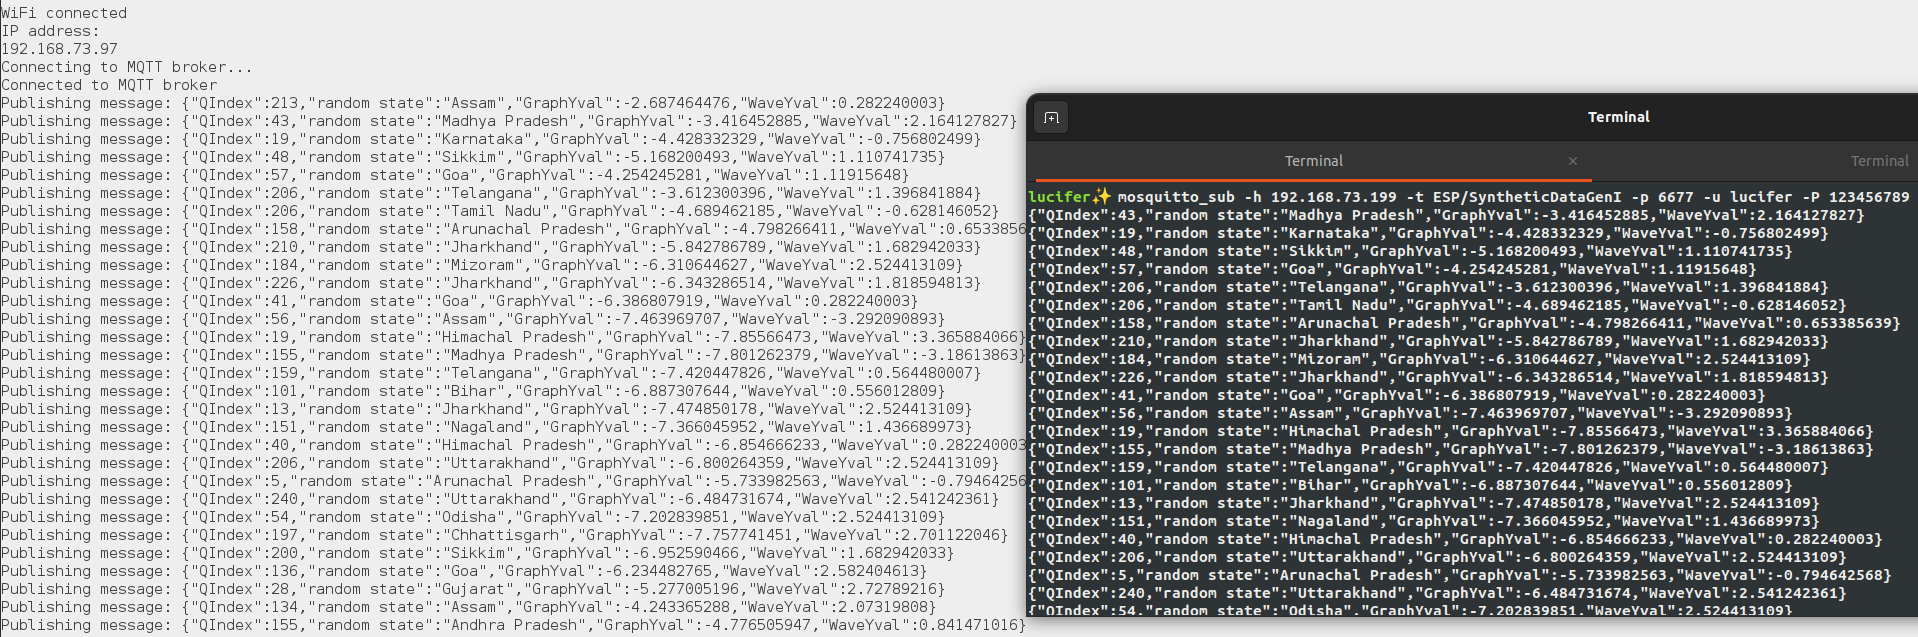 WiFi connected
IP address:
192.168.73.97
Connecting to MQTT broker...
Connected to MQTT broker
Publishing message: {"QIndex":213,"random state":"Assam","GraphYval":-2.687464476,"WaveYval":0.282240003}
Publishing message: {"QIndex":43,"random state":"Madhya Pradesh","GraphYval":-3.416452885,"WaveYval":2.164127827}
Publishing message: {"QIndex":19,"random state":"Karnataka","GraphYval":-4.428332329,"WaveYval":-0.756802499}
Publishing message: {"QIndex":48,"random state":"Sikkim","GraphYval":-5.168200493,"WaveYval":1.110741735}
Publishing message: {"QIndex":57,"random state":"Goa","GraphYval":-4.254245281,"WaveYval":1.11915648}
Publishing message: {"QIndex":206,"random state":"Telangana","GraphYval":-3.612300396,"WaveYval":1.396841884}
Publishing message: {"QIndex":206,"random state":"Tamil Nadu","GraphYval":-4.689462185,"WaveYval":-0.628146052}
Publishing message: {"QIndex":158,"random state":"Arunachal Pradesh","GraphYval":-4.798266411,"WaveYval":0.6533856
Publishing message: {"QIndex":210,"random state":"Jharkhand","GraphYval":-5.842786789,"WaveYval":1.682942033}
Publishing message: {"QIndex":184,"random state":"Mizoram","GraphYval":-6.310644627,"WaveYval":2.524413109}
Publishing message: {"QIndex":226,"random state":"Jharkhand","GraphYval":-6.343286514,"WaveYval":1.818594813}
Publishing message: {"QIndex":41,"random state":"Goa","GraphYval":-6.386807919,"WaveYval":0.282240003}
Publishing message: {"QIndex":56,"random state":"Assam","GraphYval":-7.463969707,"WaveYval":-3.292090893}
Publishing message: {"QIndex":19,"random state":"Himachal Pradesh","GraphYval":-7.85566473,"WaveYval":3.365884066}
Publishing message: {"QIndex":155,"random state":"Madhya Pradesh","GraphYval":-7.801262379,"WaveYval":-3.18613863}
Publishing message: {"QIndex":159,"random state":"Telangana","GraphYval":-7.420447826,"WaveYval":0.564480007}
Publishing message: {"QIndex":101,"random state":"Bihar","GraphYval":-6.887307644,"WaveYval":0.556012809}
Publishing message: {"QIndex":13,"random state":"Jharkhand","GraphYval":-7.474850178,"WaveYval":2.524413109}
Publishing message: {"QIndex":151,"random state":"Nagaland","GraphYval":-7.366045952,"WaveYval":1.436689973}
Publishing message: {"QIndex":40,"random state":"Himachal Pradesh","GraphYval":-6.854666233,"WaveYval":0.282240003
Publishing message: {"QIndex":206,"random state":"Uttarakhand","GraphYval":-6.800264359,"WaveYval":2.524413109}
Publishing message: {"QIndex":5,"random state":"Arunachal Pradesh","GraphYval":-5.733982563,"WaveYval":-0.79464256
Publishing message: {"QIndex":240,"random state":"Uttarakhand","GraphYval":-6.484731674,"WaveYval":2.541242361}
Publishing message: {"QIndex":54,"random state":"Odisha","GraphYval":-7.202839851,"WaveYval":2.524413109}
Publishing message: {"QIndex":197,"random state":"Chhattisgarh","GraphYval":-7.757741451,"WaveYval":2.701122046}
Publishing message: {"QIndex":200,"random state":"Sikkim","GraphYval":-6.952590466,"WaveYval":1.682942033}
Publishing message: {"QIndex":136,"random state":"Goa","GraphYval":-6.234482765,"WaveYval":2.582404613}
Publishing message: {"QIndex":28,"random state":"Gujarat","GraphYval":-5.277005196,"WaveYval":2.72789216}
Publishing message: {"QIndex":134,"random state":"Assam","GraphYval":-4.243365288,"WaveYval":2.07319808}
Publishing message: {"QIndex":155,"random state":"Andhra Pradesh","GraphYval":-4.776505947,"WaveYval":0.841471016}
Terminal
Terminal × Terminal
lucifer✨ mosquitto_sub -h 192.168.73.199 -t ESP/SyntheticDataGenI -p 6677 -u lucifer -P 123456789
{"QIndex":43,"random state":"Madhya Pradesh","GraphYval":-3.416452885,"WaveYval":2.164127827}
{"QIndex":19,"random state":"Karnataka","GraphYval":-4.428332329,"WaveYval":-0.756802499}
{"QIndex":48,"random state":"Sikkim","GraphYval":-5.168200493,"WaveYval":1.110741735}
{"QIndex":57,"random state":"Goa","GraphYval":-4.254245281,"WaveYval":1.11915648}
{"QIndex":206,"random state":"Telangana","GraphYval":-3.612300396,"WaveYval":1.396841884}
{"QIndex":206,"random state":"Tamil Nadu","GraphYval":-4.689462185,"WaveYval":-0.628146052}
{"QIndex":158,"random state":"Arunachal Pradesh","GraphYval":-4.798266411,"WaveYval":0.653385639}
{"QIndex":210,"random state":"Jharkhand","GraphYval":-5.842786789,"WaveYval":1.682942033}
{"QIndex":184,"random state":"Mizoram","GraphYval":-6.310644627,"WaveYval":2.524413109}
{"QIndex":226,"random state":"Jharkhand","GraphYval":-6.343286514,"WaveYval":1.818594813}
{"QIndex":41,"random state":"Goa","GraphYval":-6.386807919,"WaveYval":0.282240003}
{"QIndex":56,"random state":"Assam","GraphYval":-7.463969707,"WaveYval":-3.292090893}
{"QIndex":19,"random state":"Himachal Pradesh","GraphYval":-7.85566473,"WaveYval":3.365884066}
{"QIndex":155,"random state":"Madhya Pradesh","GraphYval":-7.801262379,"WaveYval":-3.18613863}
{"QIndex":159,"random state":"Telangana","GraphYval":-7.420447826,"WaveYval":0.564480007}
{"QIndex":101,"random state":"Bihar","GraphYval":-6.887307644,"WaveYval":0.556012809}
{"QIndex":13,"random state":"Jharkhand","GraphYval":-7.474850178,"WaveYval":2.524413109}
{"QIndex":151,"random state":"Nagaland","GraphYval":-7.366045952,"WaveYval":1.436689973}
{"QIndex":40,"random state":"Himachal Pradesh","GraphYval":-6.854666233,"WaveYval":0.282240003}
{"QIndex":206,"random state":"Uttarakhand","GraphYval":-6.800264359,"WaveYval":2.524413109}
{"QIndex":5,"random state":"Arunachal Pradesh","GraphYval":-5.733982563,"WaveYval":-0.794642568}
{"QIndex":240,"random state":"Uttarakhand","GraphYval":-6.484731674,"WaveYval":2.541242361}
{"QIndex":54,"random state":"Odisha","GraphYval":-7.202839851,"WaveYval":2.524413109}